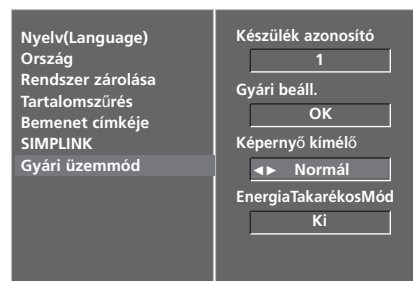 Nyelv(Language)
Ország
Rendszer zárolása
Tartalomszűrés
Bemenet címkéje
SIMPLINK
Gyári üzemmód
Készülék azonosító
1
Gyári beáll.
OK
Képernyő kímélő
◄► Normál
EnergiaTakarékosMód
Ki